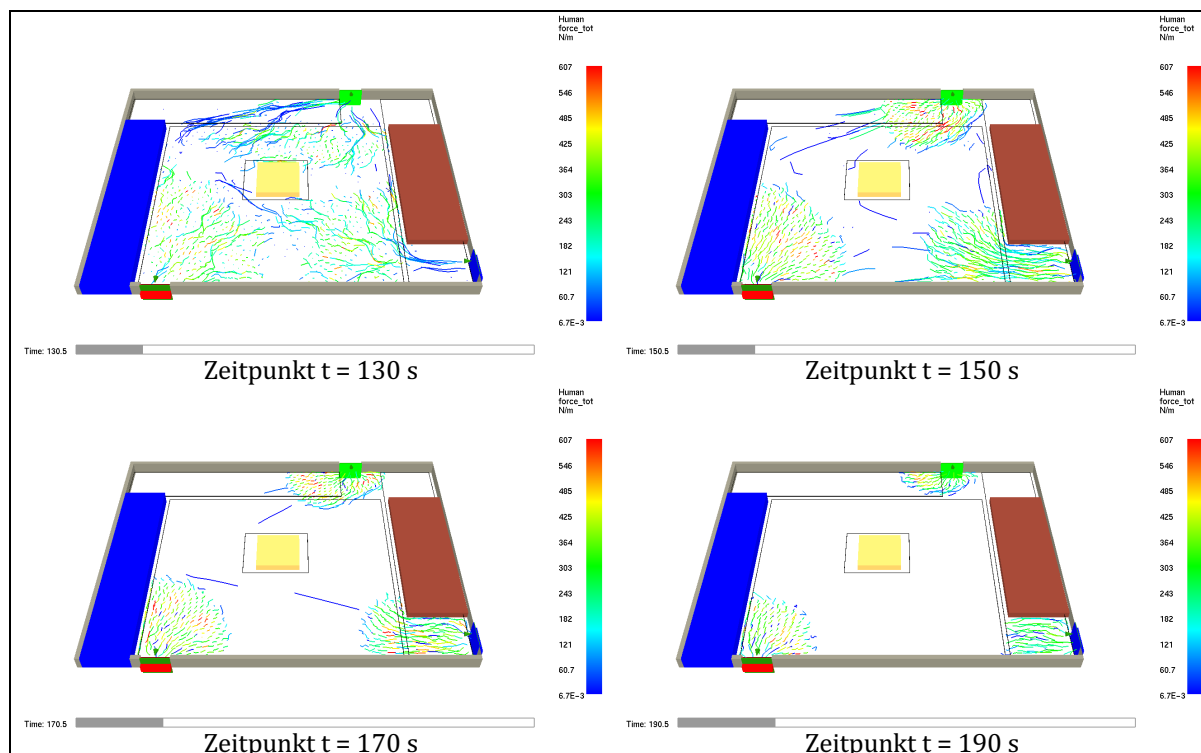 Human
force_tot
N/m
607
546
485
425
364
303
243
182
121
60.7
6.7E-3
Time: 130.5
Zeitpunkt t = 130 s
Human
force_tot
N/m
607
546
485
425
364
303
243
182
121
60.7
6.7E-3
Time: 150.5
Zeitpunkt t = 150 s
Human
force_tot
N/m
607
546
485
425
364
303
243
182
121
60.7
6.7E-3
Time: 170.5
Zeitpunkt t = 170 s
Human
force_tot
N/m
607
546
485
425
364
303
243
182
121
60.7
6.7E-3
Time: 190.5
Zeitpunkt t = 190 s